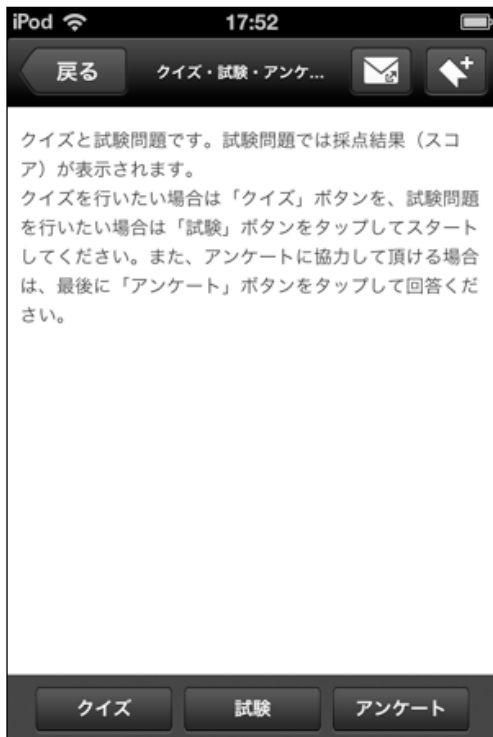 iPod 17:52
戻る クイズ・試験・アンケ...
クイズと試験問題です。試験問題では採点結果（スコ
ア）が表示されます。
クイズを行いたい場合は「クイズ」ボタンを、試験問題
を行いたい場合は「試験」ボタンをタップしてスタート
してください。また、アンケートに協力して頂ける場合
は、最後に「アンケート」ボタンをタップして回答くだ
さい。
クイズ 試験 アンケート